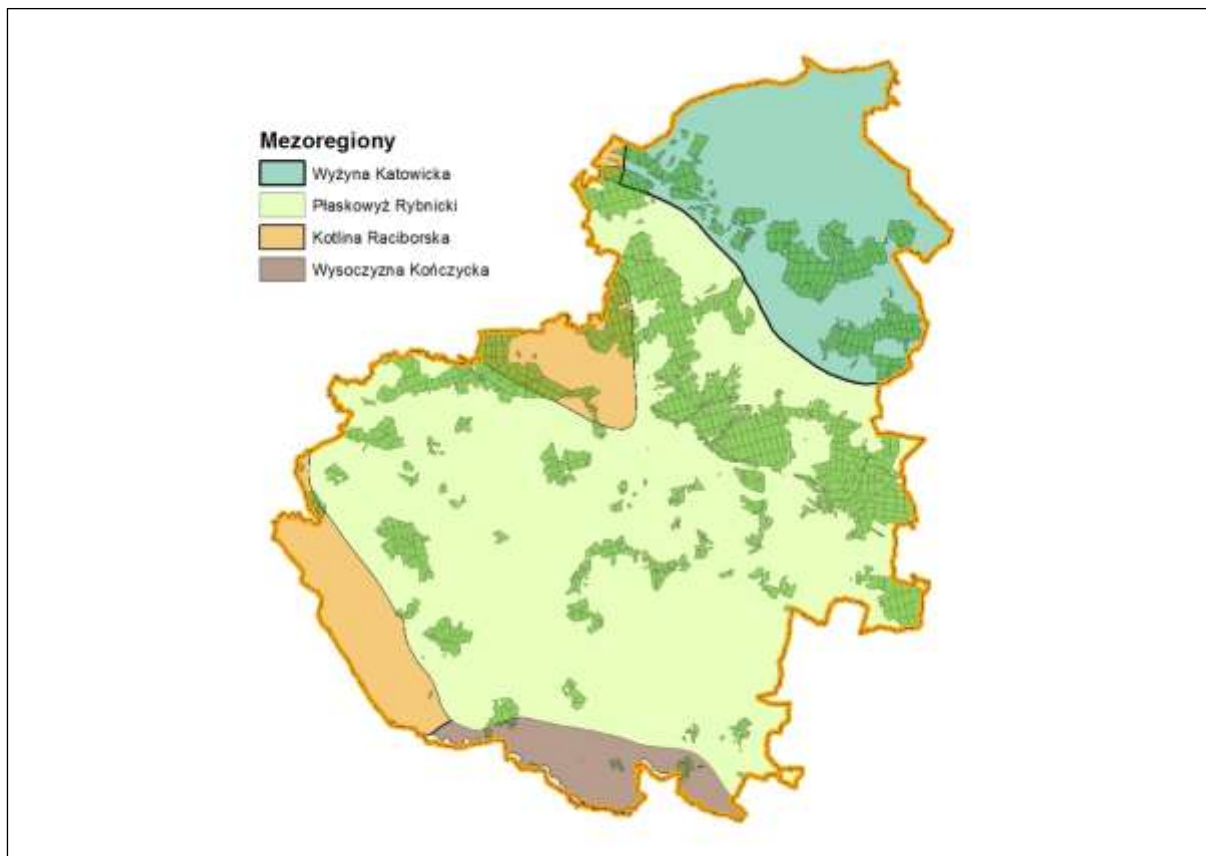 Mezoregiony
Wyżyna Katowicka
Płaskowyż Rybnicki
Kotlina Raciborska
Wysoczyzna Kończycka